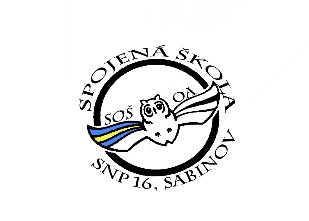 SPOJENÁ ŠKOLA
SOŠ OA
SNP 16, SABINOV